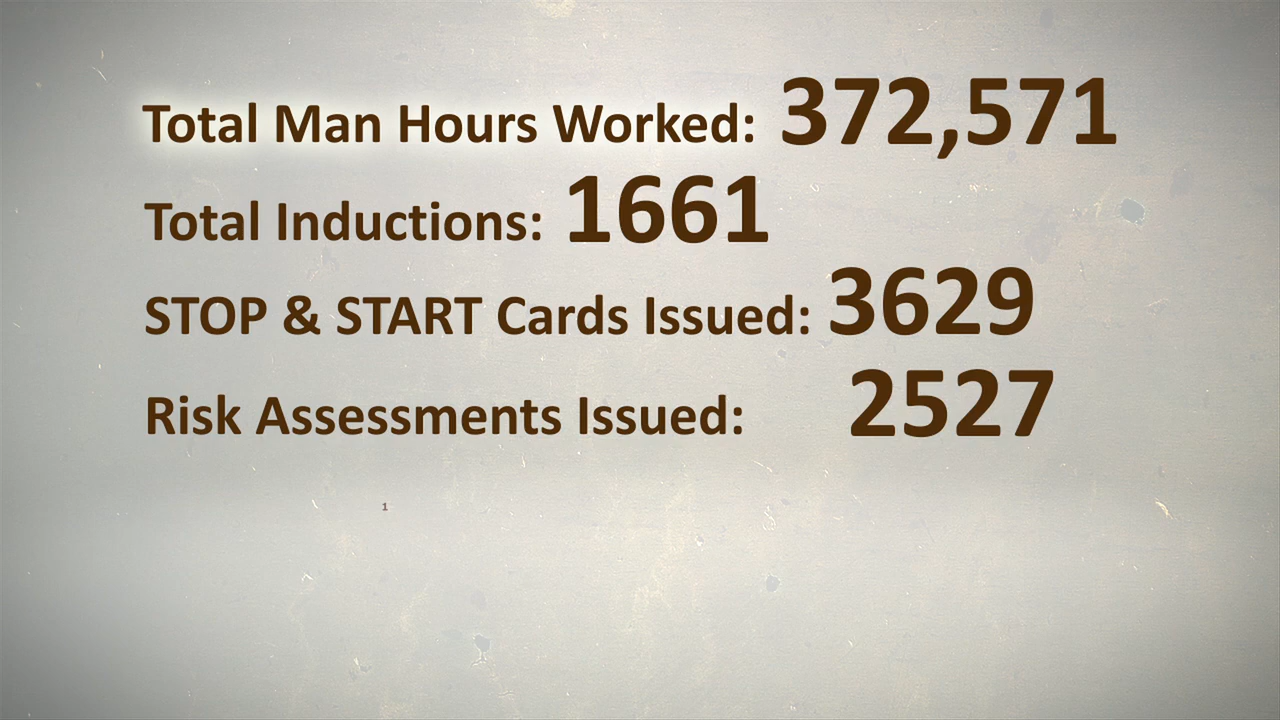 Total Man Hours Worked: 372,571
Total Inductions: 1661
STOP & START Cards Issued: 3629
Risk Assessments Issued: 2527
1